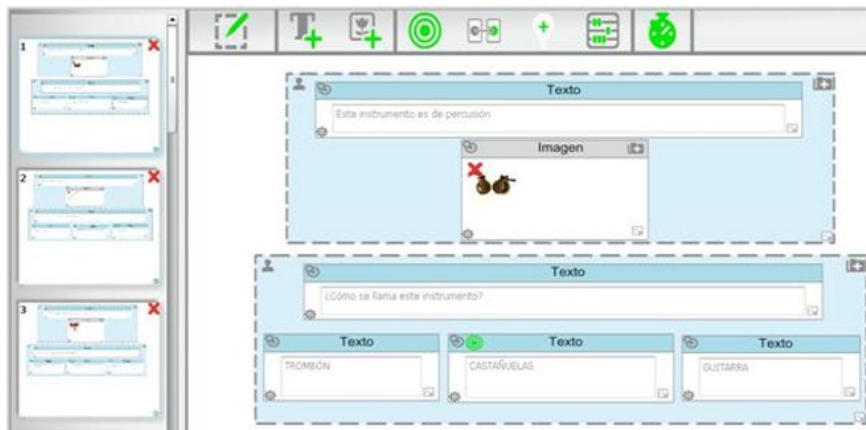 1
2
3
Texto
Este instrumento es de percusión
Imagen
Texto
¿Cómo se llama este instrumento?
Texto
Texto
Texto
TROMBÓN
CASTAÑUELAS
GUITARRA